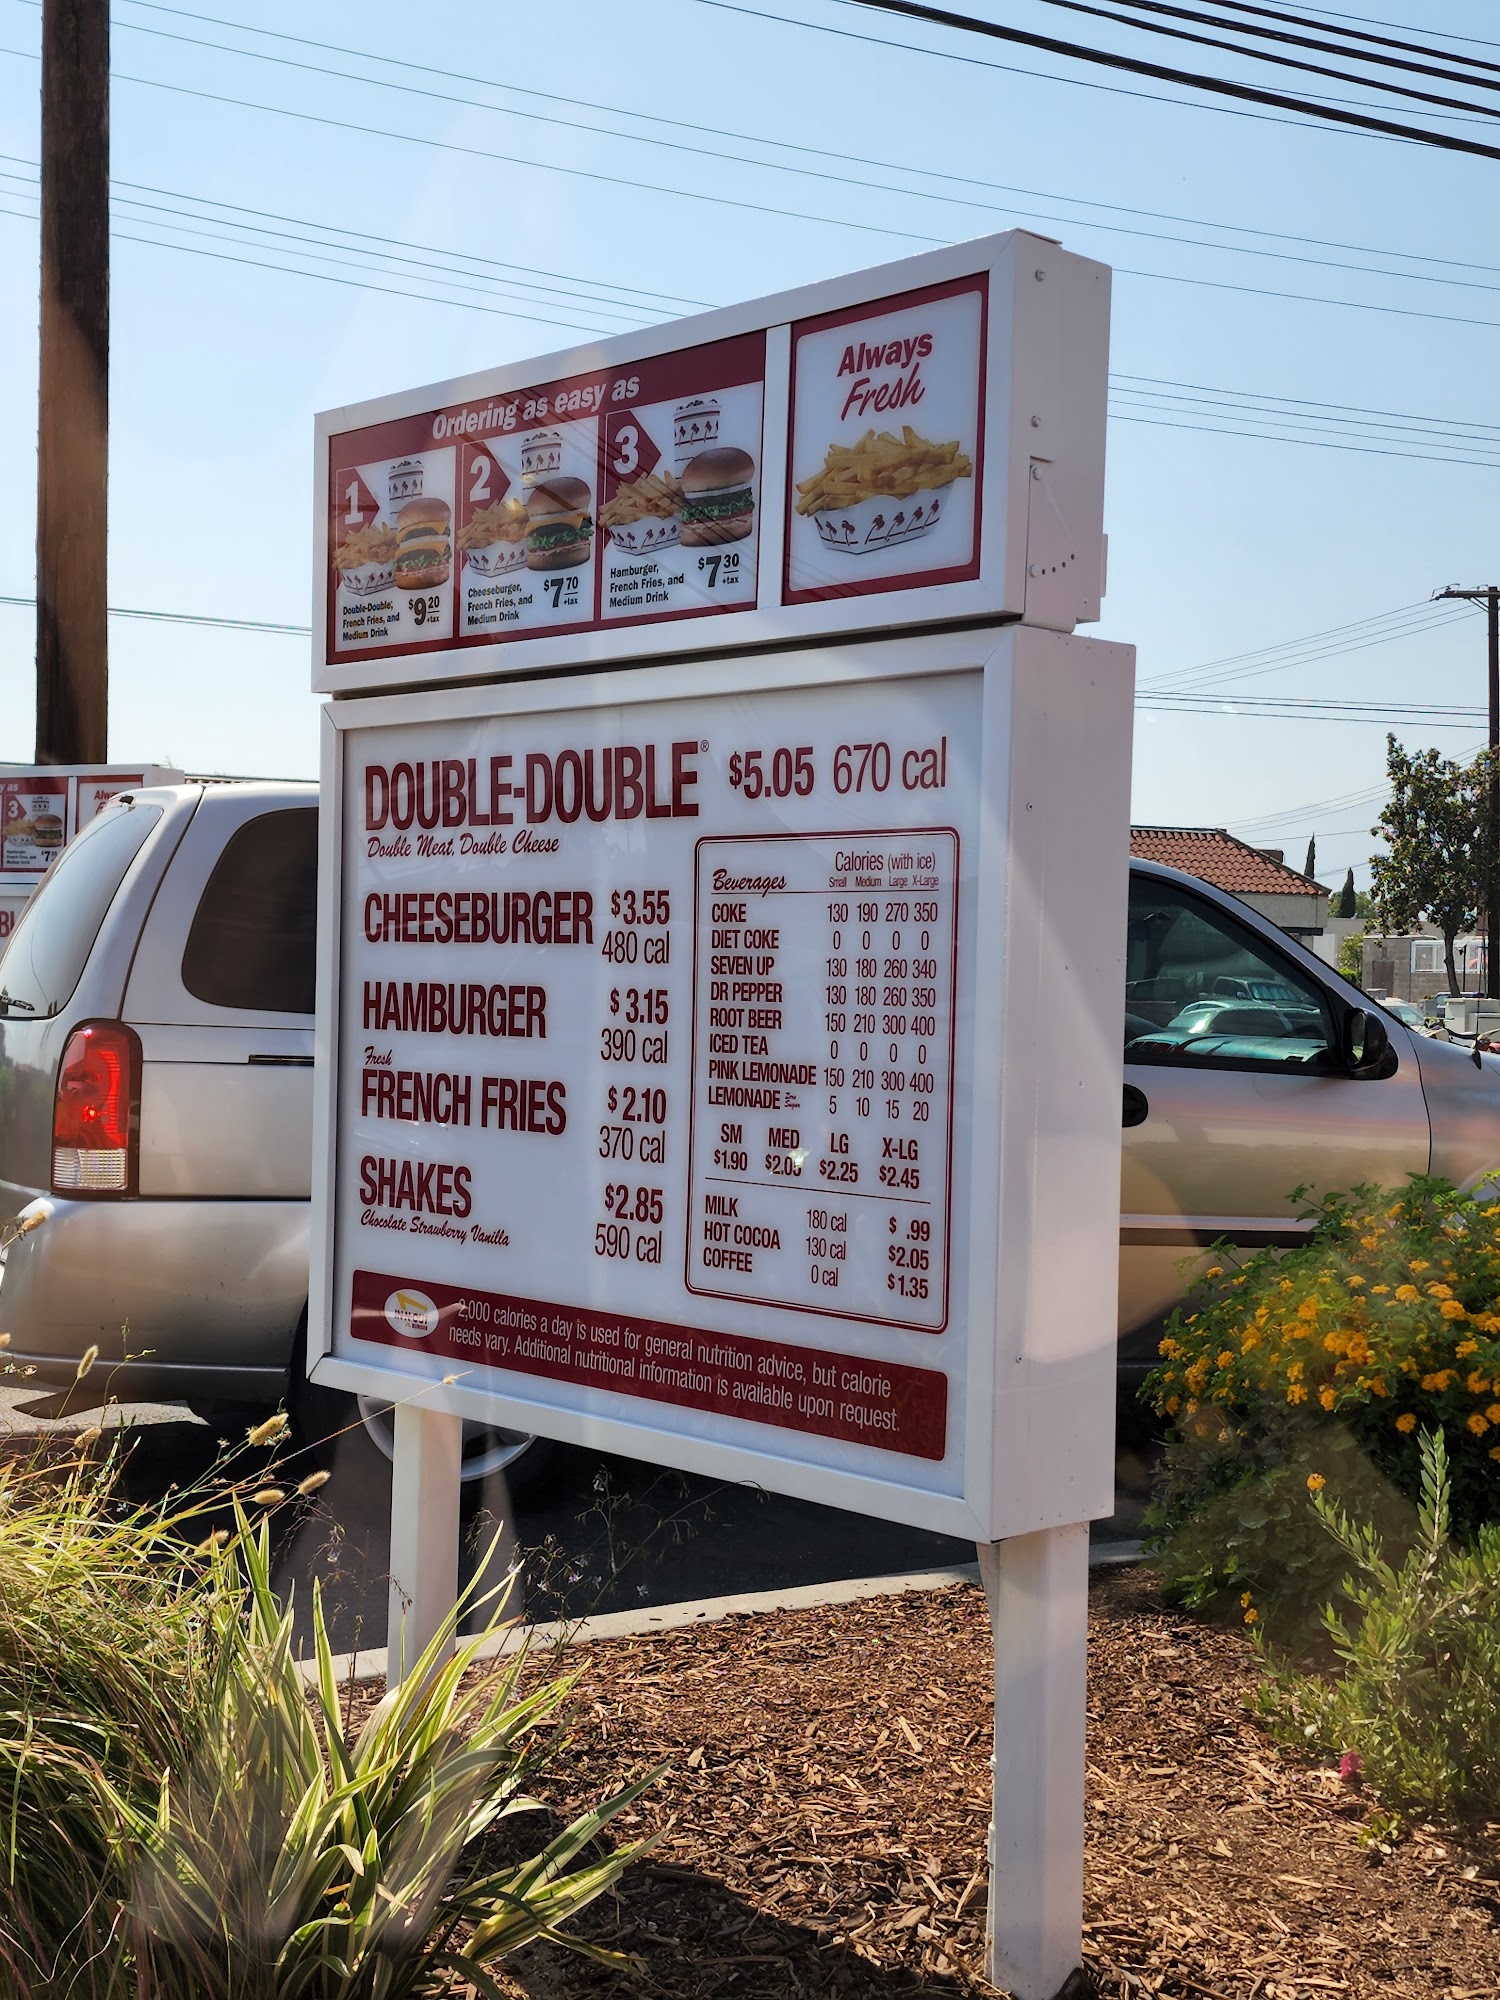 Ordering as easy as
1
Double-Double,
French Fries, and
Medium Drink
$9.20
+tax
2
Cheeseburger,
French Fries, and
Medium Drink
$7.70
+tax
3
Hamburger,
French Fries, and
Medium Drink
$7.30
+tax
Always
Fresh
DOUBLE-DOUBLE® $5.05 670 cal
Double Meat, Double Cheese
CHEESEBURGER $3.55
480 cal
HAMBURGER $3.15
390 cal
Fresh
FRENCH FRIES $2.10
370 cal
SHAKES $2.85
Chocolate Strawberry Vanilla
590 cal
Calories (with ice)
Beverages Small Medium Large X-Large
COKE 130 190 270 350
DIET COKE 0 0 0 0
SEVEN UP 130 180 260 340
DR PEPPER 130 180 260 350
ROOT BEER 150 210 300 400
ICED TEA 0 0 0 0
PINK LEMONADE 150 210 300 400
LEMONADE Zero Sugar 5 10 15 20
SM MED LG X-LG
$1.90 $2.05 $2.25 $2.45
MILK 180 cal $ .99
HOT COCOA 130 cal $2.05
COFFEE 0 cal $1.35
IN-N-OUT
BURGER
2,000 calories a day is used for general nutrition advice, but calorie
needs vary. Additional nutritional information is available upon request.
3